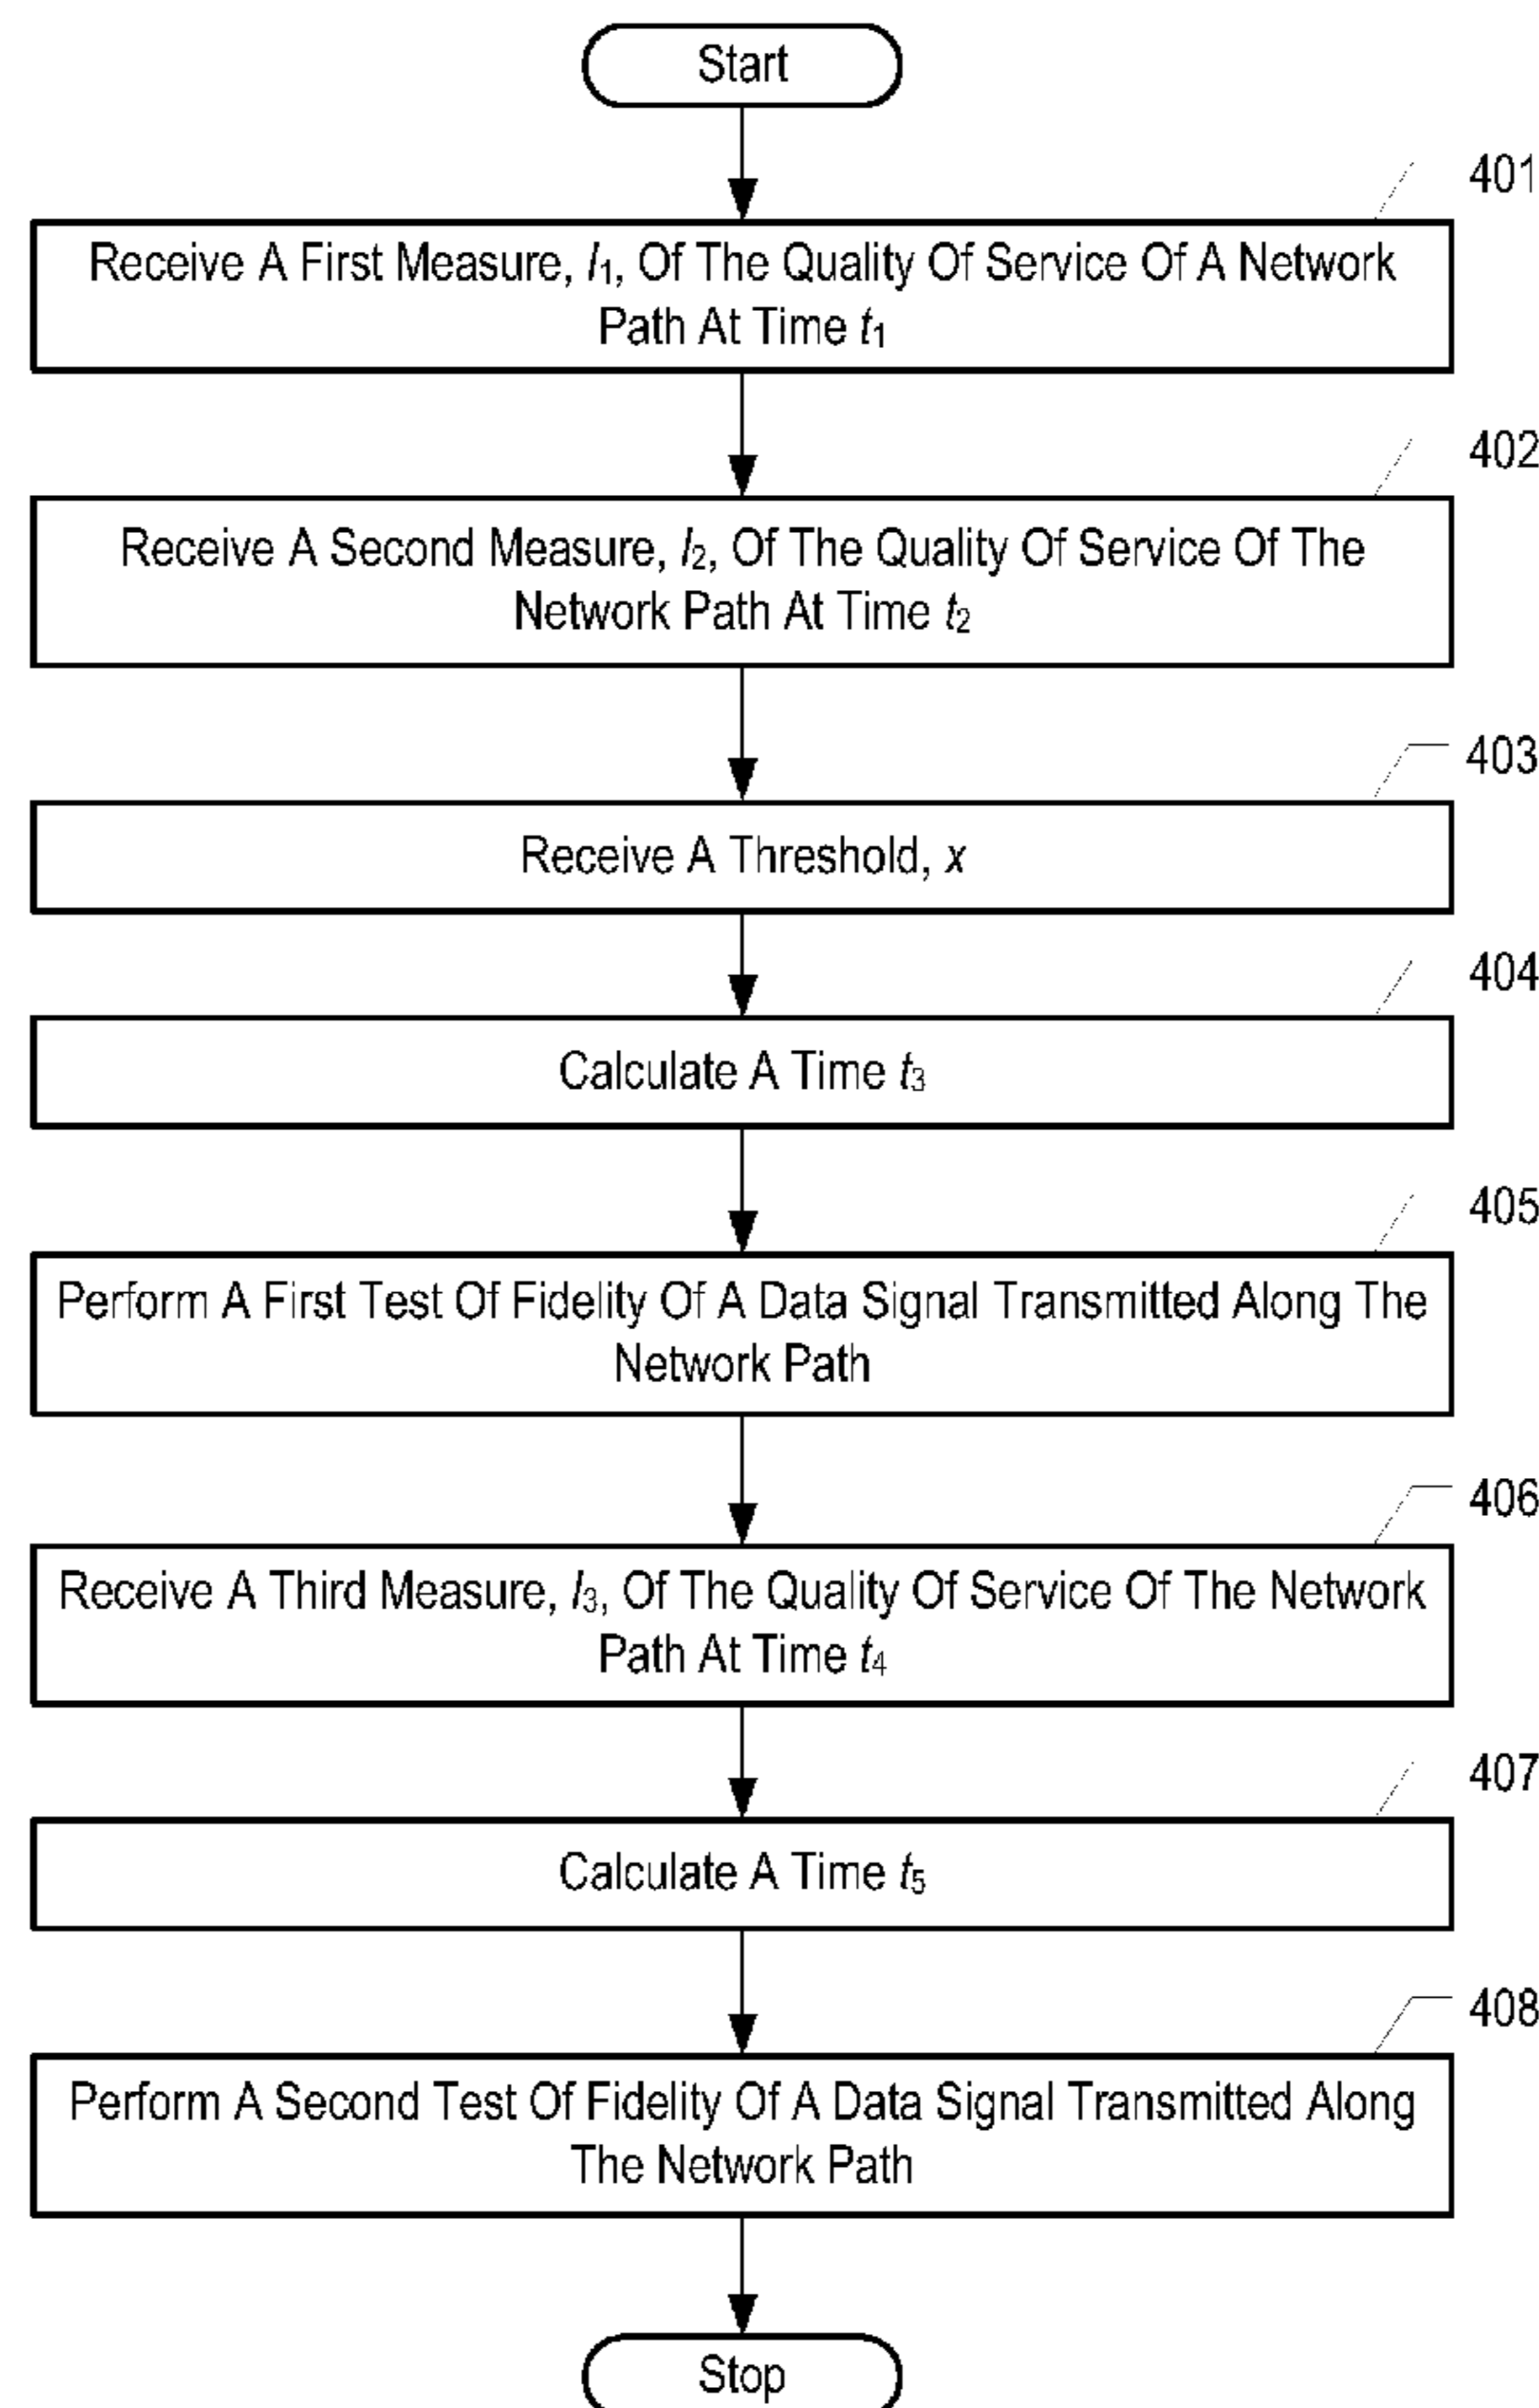 Start
401
Receive A First Measure, I1, Of The Quality Of Service Of A Network
Path At Time t1
402
Receive A Second Measure, I2, Of The Quality Of Service Of The
Network Path At Time t2
403
Receive A Threshold, x
404
Calculate A Time t3
405
Perform A First Test Of Fidelity Of A Data Signal Transmitted Along The
Network Path
406
Receive A Third Measure, I3, Of The Quality Of Service Of The Network
Path At Time t4
407
Calculate A Time t5
408
Perform A Second Test Of Fidelity Of A Data Signal Transmitted Along
The Network Path
Stop